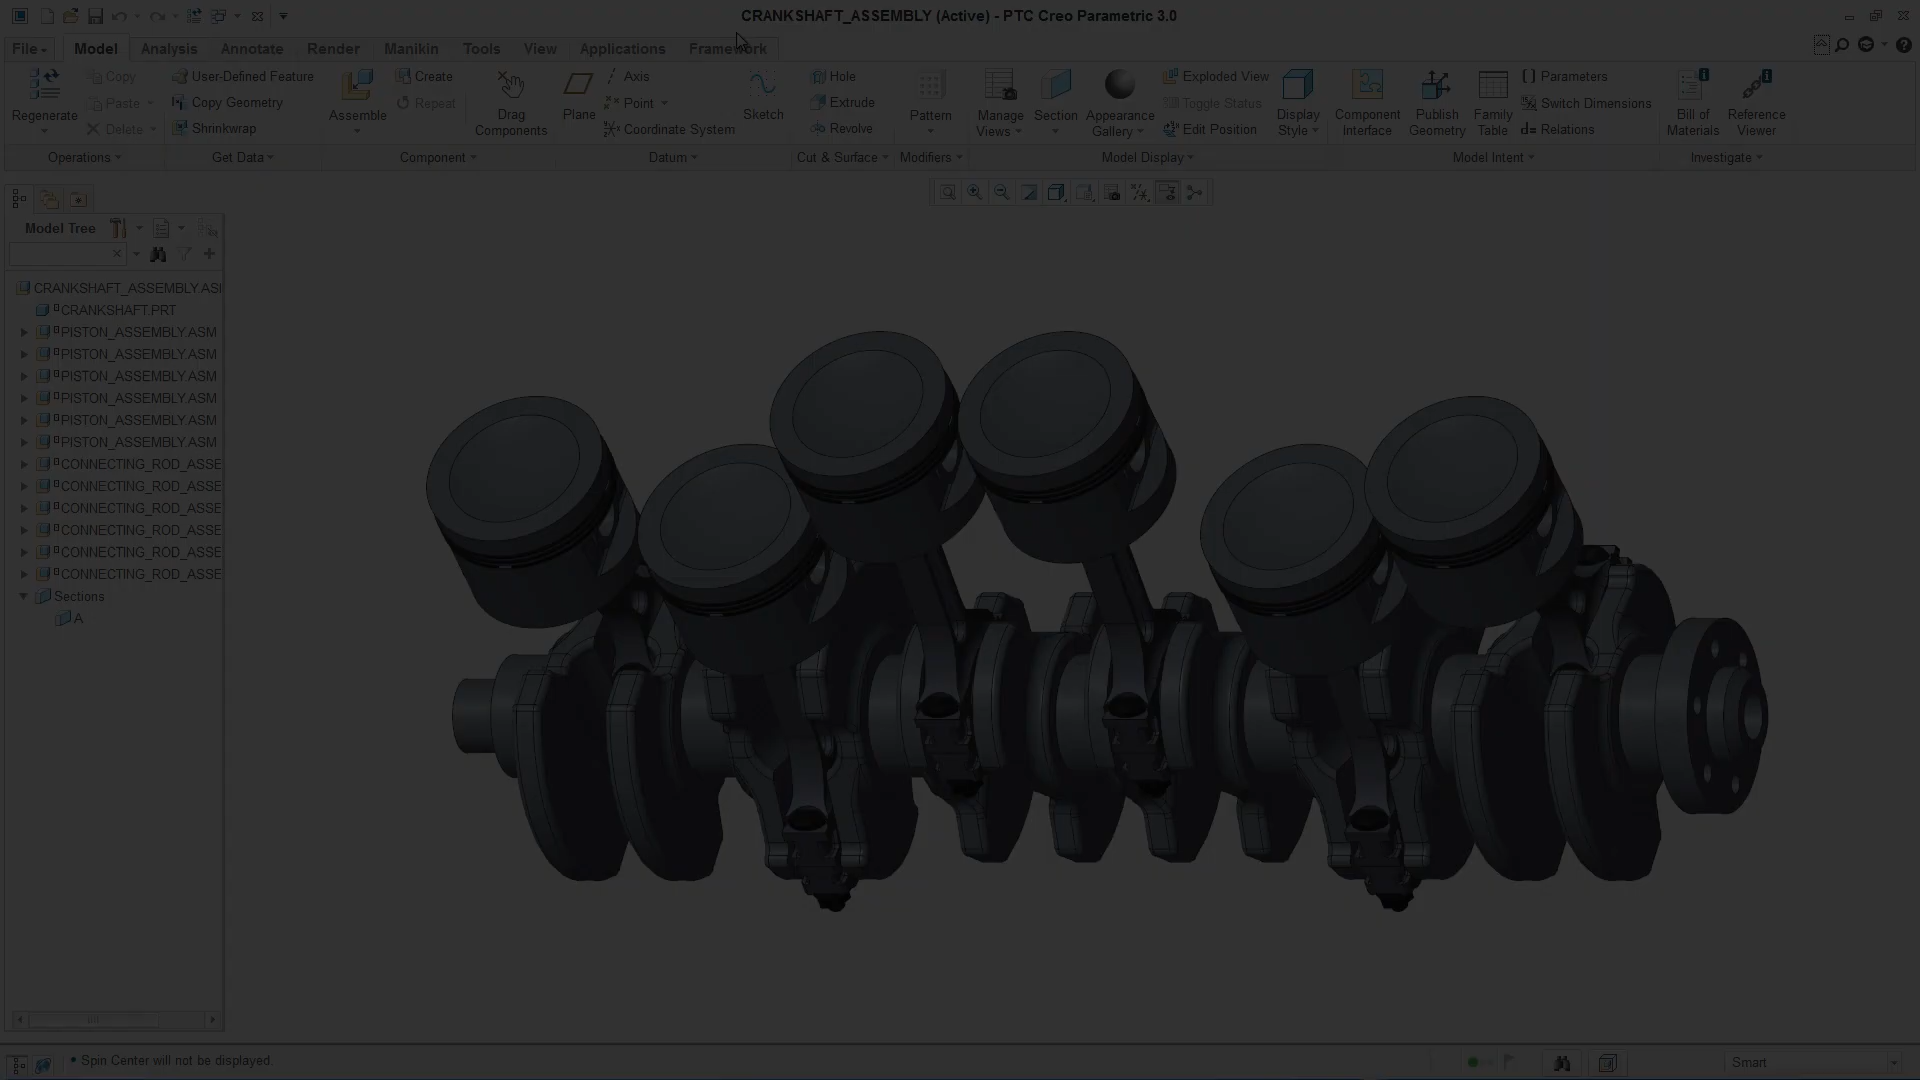 CRANKSHAFT_ASSEMBLY (Active) - PTC Creo Parametric 3.0
File Model Analysis Annotate Render Manikin Tools View Applications Framework
Regenerate
Copy
Paste
Delete
Operations
User-Defined Feature
Copy Geometry
Shrinkwrap
Get Data
Assemble
Create
Repeat
Component
Drag
Components
Plane
Axis
Point
Coordinate System
Datum
Sketch
Hole
Extrude
Revolve
Cut & Surface
Pattern
Modifiers
Manage
Views
Section
Appearance
Gallery
Exploded View
Toggle Status
Edit Position
Display
Style
Model Display
Component
Interface
Publish
Geometry
Family
Table
Parameters
Switch Dimensions
Relations
Model Intent
Bill of
Materials
Reference
Viewer
Investigate
Model Tree
CRANKSHAFT_ASSEMBLY.AS
CRANKSHAFT.PRT
PISTON_ASSEMBLY.ASM
PISTON_ASSEMBLY.ASM
PISTON_ASSEMBLY.ASM
PISTON_ASSEMBLY.ASM
PISTON_ASSEMBLY.ASM
PISTON_ASSEMBLY.ASM
CONNECTING_ROD_ASSE
CONNECTING_ROD_ASSE
CONNECTING_ROD_ASSE
CONNECTING_ROD_ASSE
CONNECTING_ROD_ASSE
CONNECTING_ROD_ASSE
Sections
A
• Spin Center will not be displayed.
Smart